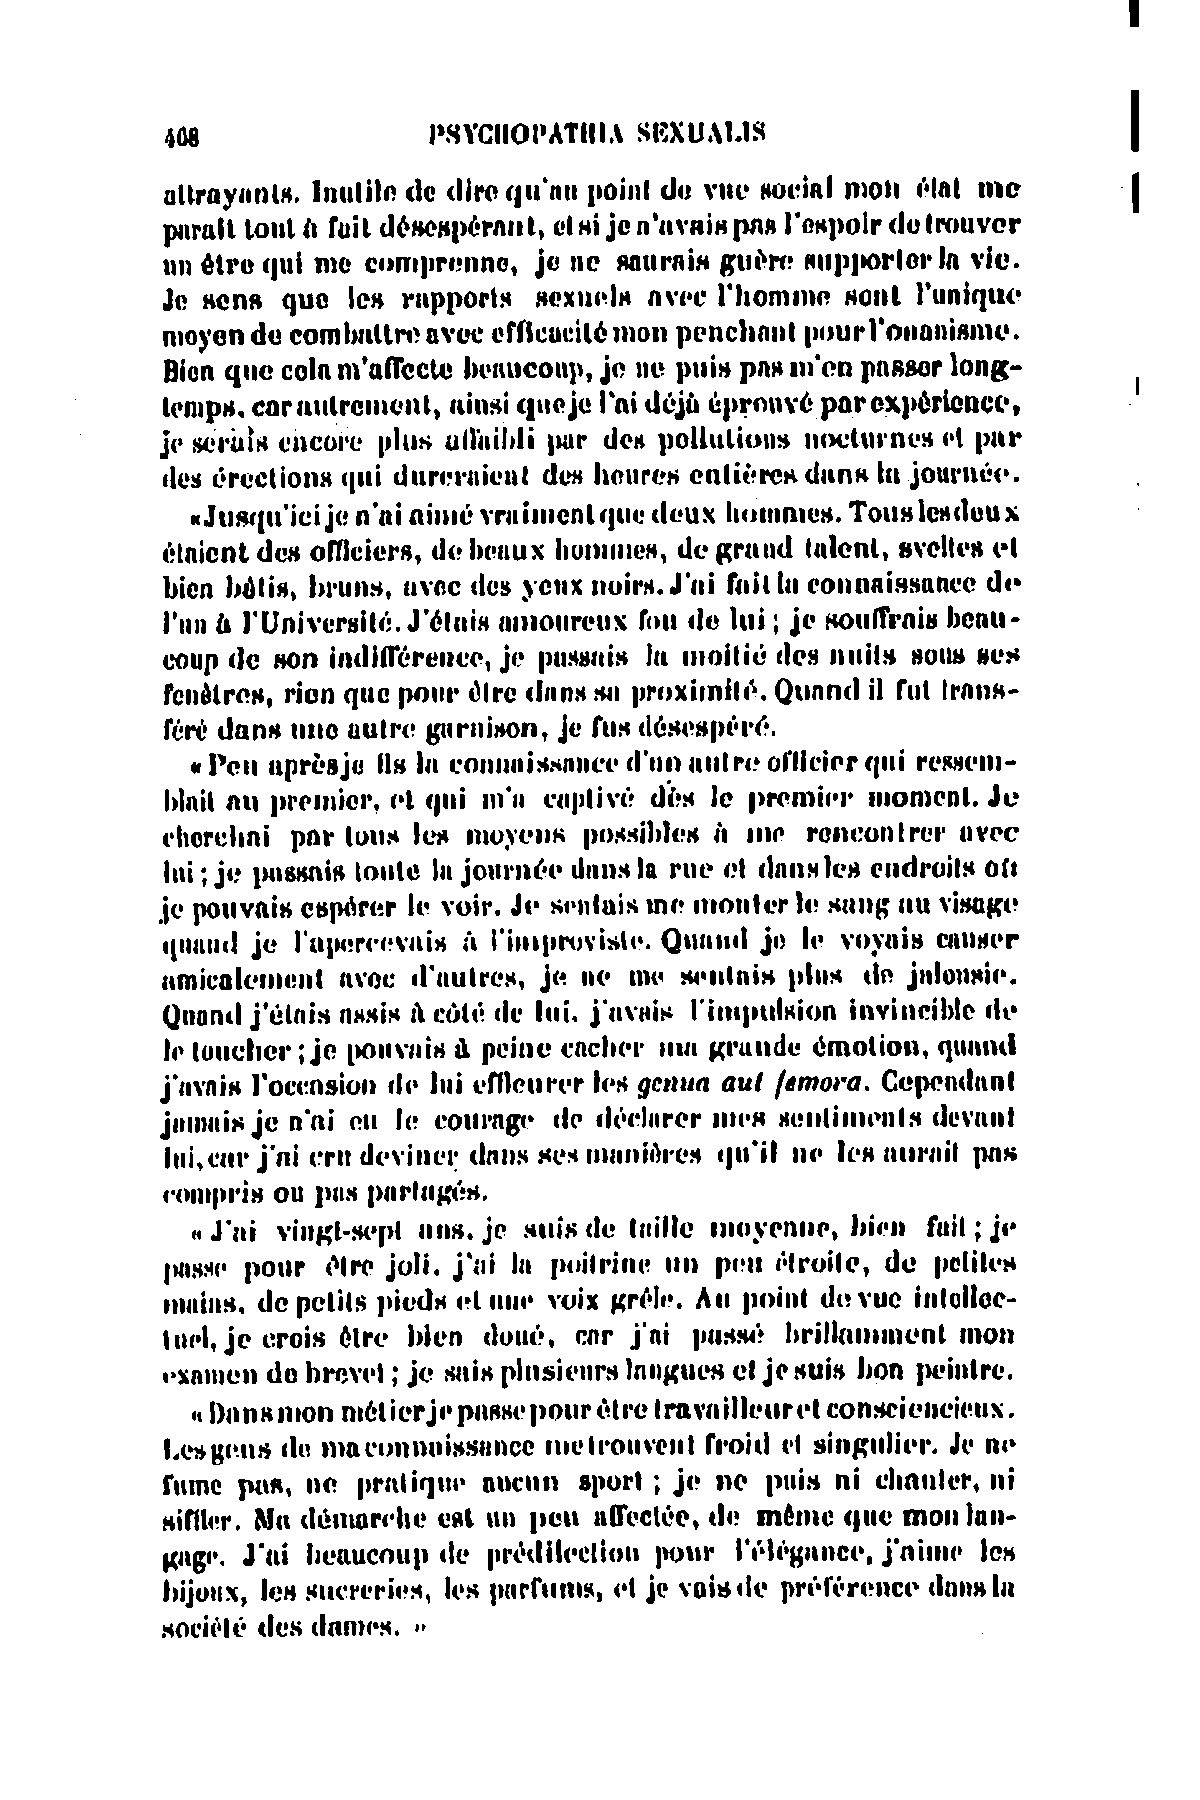 408 PSYCHOPATHIA SEXUALIS
attrayants. Inutile de dire qu'au point de vue social mon état me
paraît tout à fait désespérant, et si je n'avais pas l'espoir de trouver
un être qui me comprenne, je ne saurais guère supporter la vie.
Je sens que les rapports sexuels avec l'homme sont l'unique
moyen de combattre avec efficacité mon penchant pour l'onanisme.
Bien que cela m'affecte beaucoup, je ne puis pas m'en passer long-
temps, car autrement, ainsi que je l'ai déjà éprouvé par expérience,
je serais encore plus affaibli par des pollutions nocturnes et par
des érections qui dureraient des heures entières dans la journée.
« Jusqu'ici je n'ai aimé vraiment que deux hommes. Tous les deux
étaient des officiers, de beaux hommes, de grand talent, sveltes et
bien bâtis, bruns, avec des yeux noirs. J'ai fait la connaissance de
l'un à l'Université. J'étais amoureux fou de lui ; je souffrais beau-
coup de son indifférence, je passais la moitié des nuits sous ses
fenêtres, rien que pour être dans sa proximité. Quand il fut trans-
féré dans une autre garnison, je fus désespéré.
« Peu après je fis la connaissance d'un autre officier qui ressem-
blait au premier, et qui m'a captivé dès le premier moment. Je
cherchai par tous les moyens possibles à me rencontrer avec
lui ; je passais toute la journée dans la rue et dans les endroits où
je pouvais espérer le voir. Je sentais me monter le sang au visage
quand je l'apercevais à l'improviste. Quand je le voyais causer
amicalement avec d'autres, je ne me sentais plus de jalousie.
Quand j'étais assis à côté de lui, j'avais l'impulsion invincible de
le toucher ; je pouvais à peine cacher ma grande émotion, quand
j'avais l'occasion de lui effleurer les genua aut femora. Cependant
jamais je n'ai eu le courage de déclarer mes sentiments devant
lui, car j'ai cru deviner dans ses manières qu'il ne les aurait pas
compris ou pas partagés.
« J'ai vingt-sept ans, je suis de taille moyenne, bien fait ; je
passe pour être joli, j'ai la poitrine un peu étroite, de petites
mains, de petits pieds et une voix grêle. Au point de vue intellec-
tuel, je crois être bien doué, car j'ai passé brillamment mon
examen de brevet ; je sais plusieurs langues et je suis bon peintre.
« Dans mon métier je passe pour être travailleur et consciencieux.
Les gens de ma connaissance me trouvent froid et singulier. Je ne
fume pas, ne pratique aucun sport ; je ne puis ni chanter, ni
siffler. Ma démarche est un peu affectée, de même que mon lan-
gage. J'ai beaucoup de prédilection pour l'élégance, j'aime les
bijoux, les sucreries, les parfums, et je vais de préférence dans la
société des dames. »